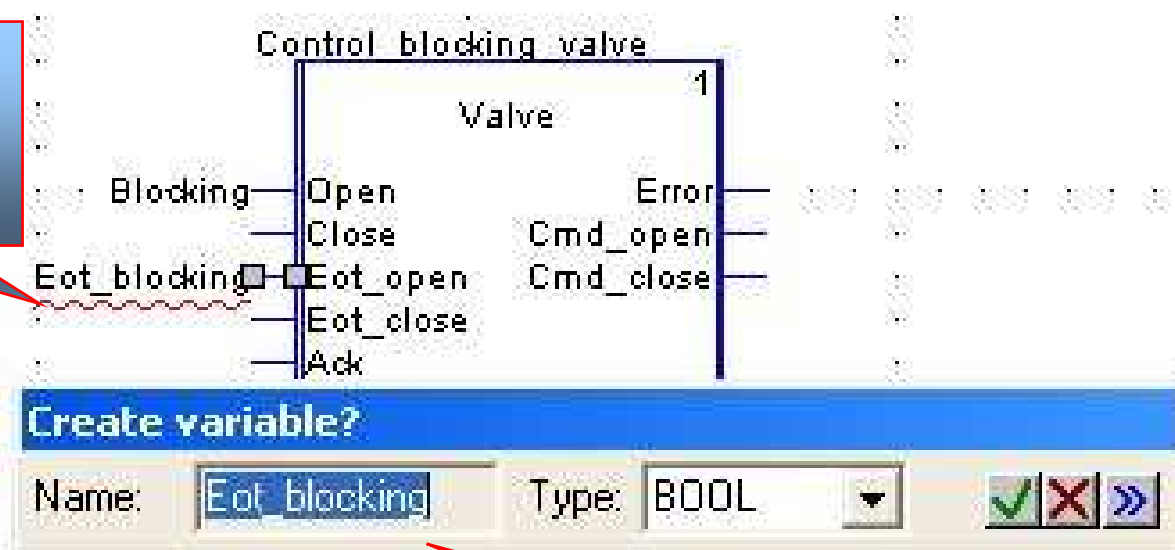 Control_blocking_valve
1
Valve
Blocking Open Error
Close Cmd_open
Eot_blocking Eot_open Cmd_close
Eot_close
Ack
Create variable?
Name: Eot_blocking Type: BOOL